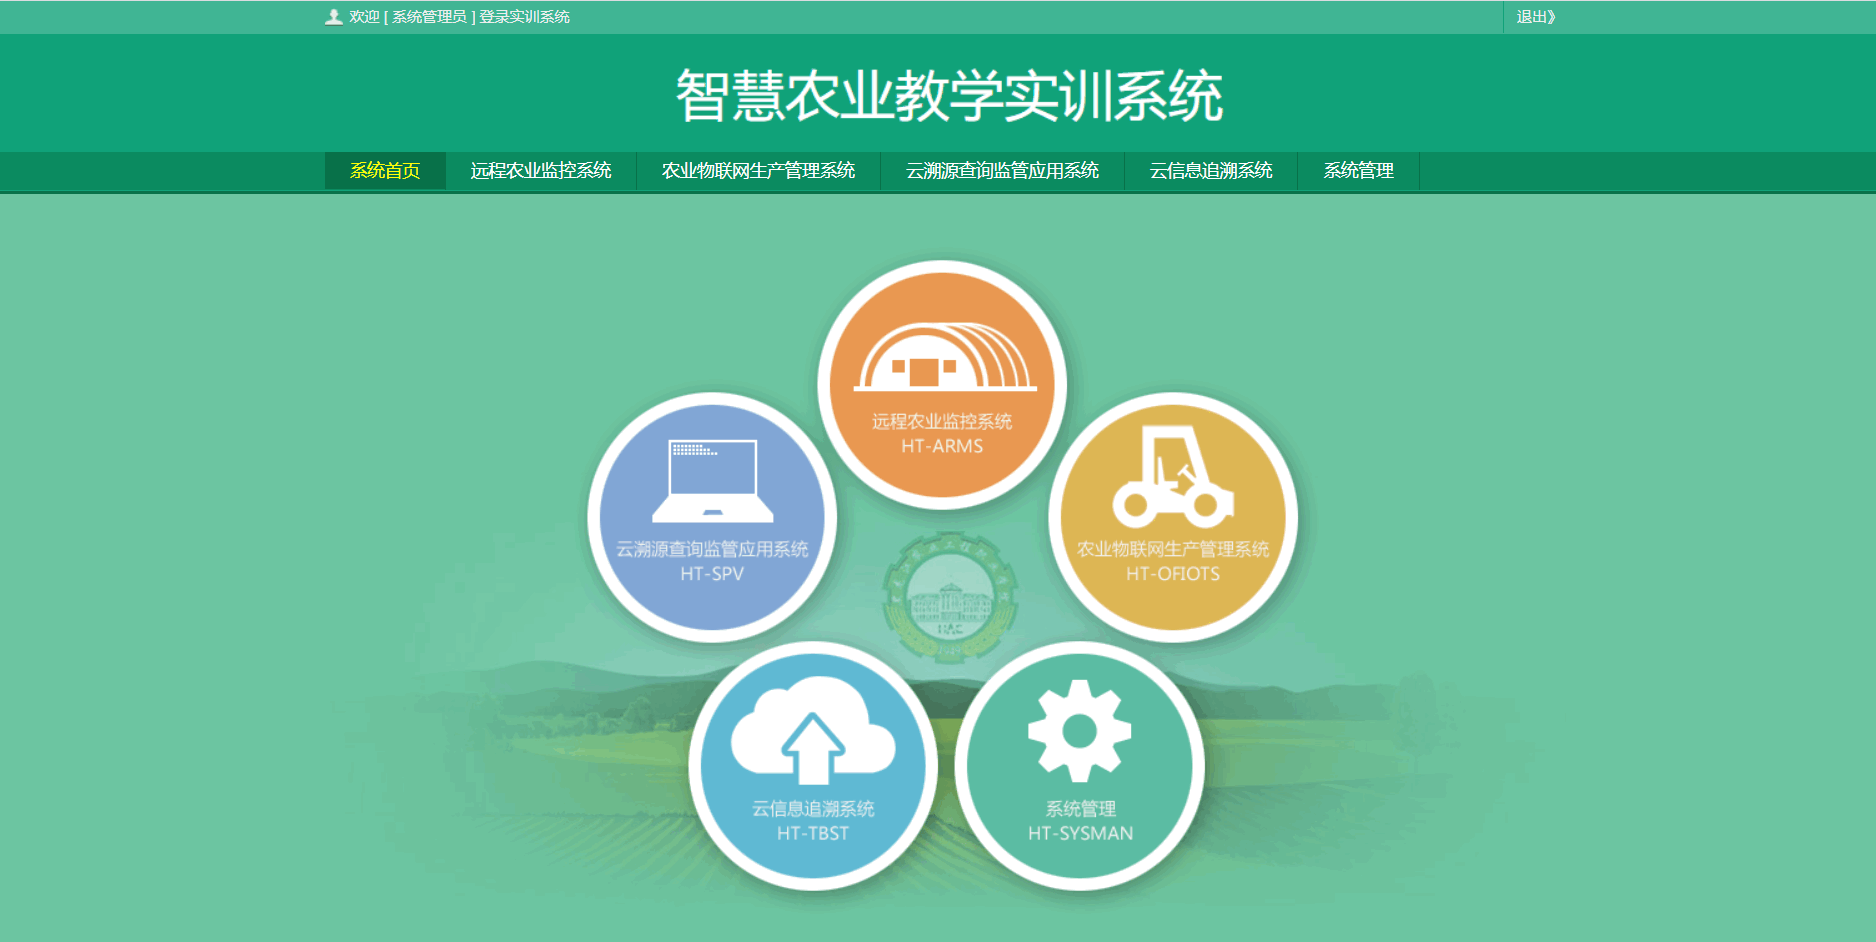 欢迎 [ 系统管理员 ] 登录实训系统
退出》
智慧农业教学实训系统
系统首页
远程农业监控系统
农业物联网生产管理系统
云溯源查询监管应用系统
云信息追溯系统
系统管理
远程农业监控系统
HT-ARMS
云溯源查询监管应用系统
HT-SPV
农业物联网生产管理系统
HT-OFIOTS
云信息追溯系统
HT-TBST
系统管理
HT-SYSMAN